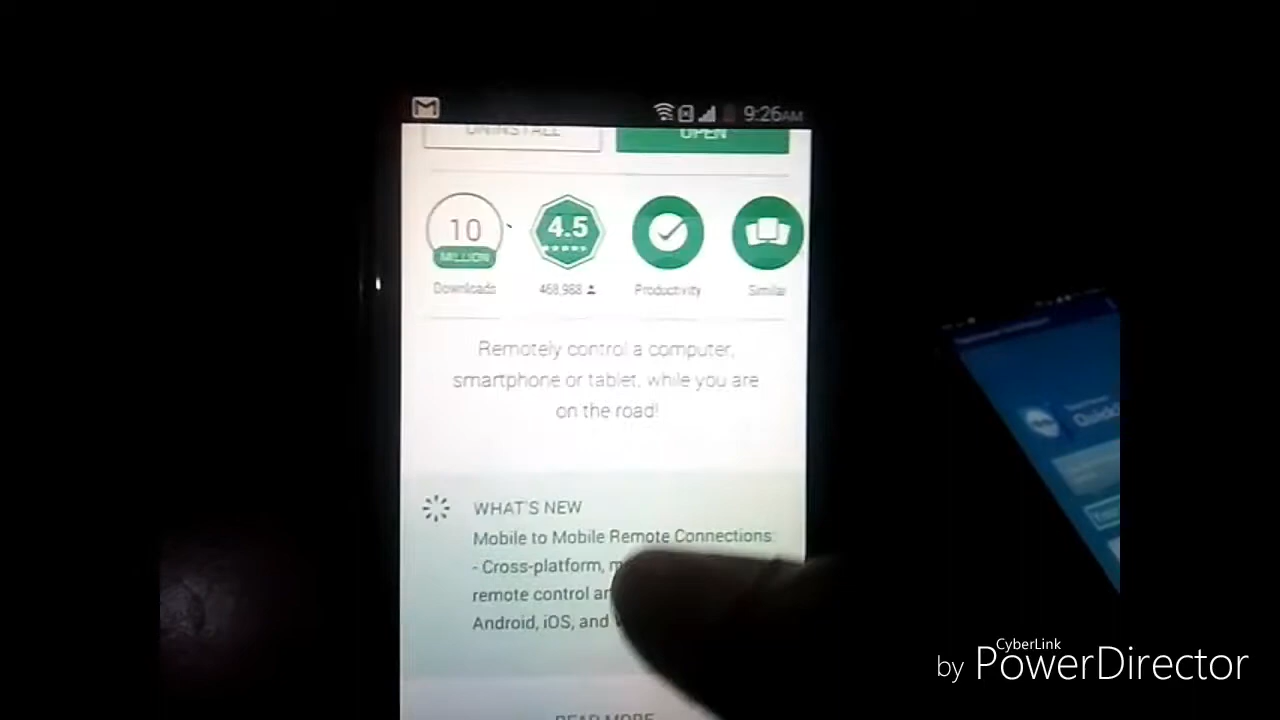 9:26AM
UNINSTALL
OPEN
10
MILLION
4.5
Downloads
468,988
Productivity
Similar
Remotely control a computer,
smartphone or tablet, while you are
on the road!
WHAT'S NEW
Mobile to Mobile Remote Connections:
- Cross-platform,
remote control
Android, iOS, and
READ MORE
CyberLink
by PowerDirector